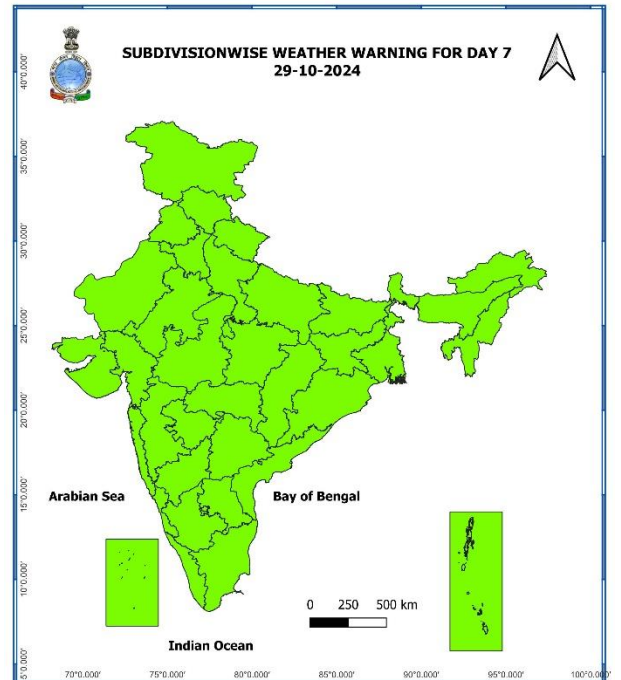 SUBDIVISIONWISE WEATHER WARNING FOR DAY 7
29-10-2024
40°0.000'
35°0.000'
30°0.000'
25°0.000'
20°0.000'
15°0.000'
10°0.000'
5°0.000'
Arabian Sea
Bay of Bengal
0 250 500 km
Indian Ocean
70°0.000' 75°0.000' 80°0.000' 85°0.000' 90°0.000' 95°0.000' 100°0.000'